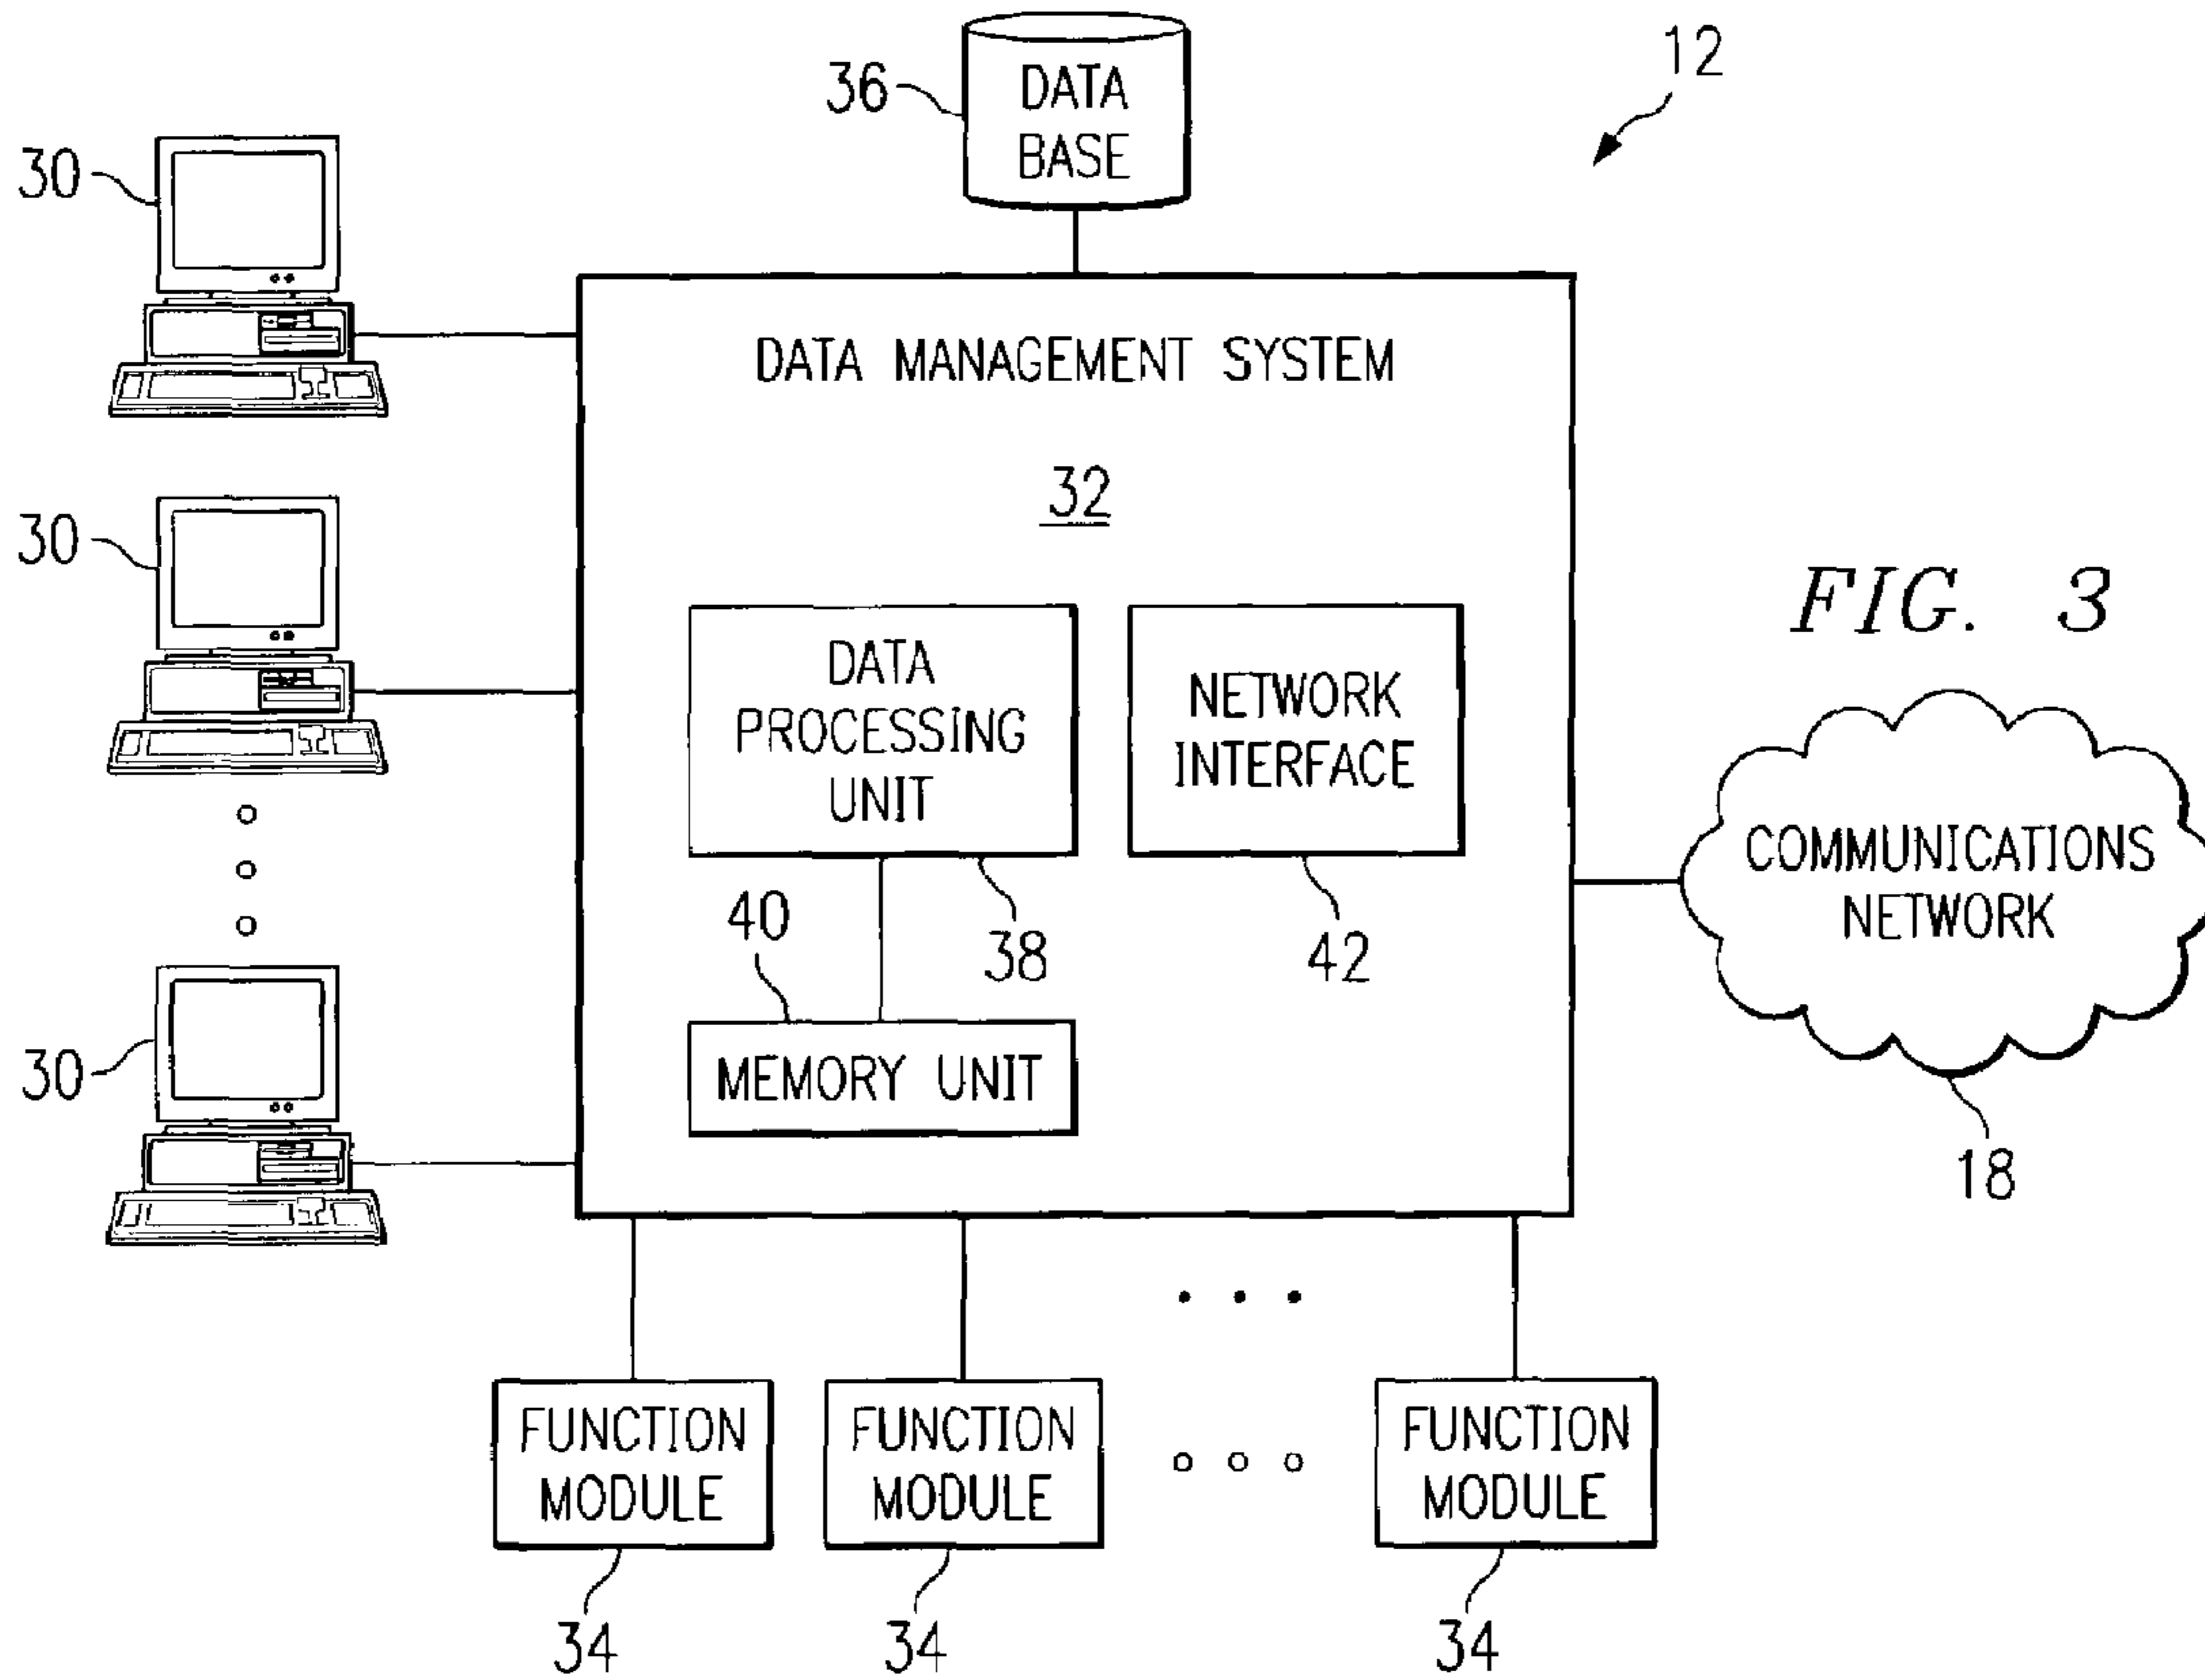 12
36
DATA
BASE
30
DATA MANAGEMENT SYSTEM
32
30
FIG. 3
DATA
PROCESSING
UNIT
NETWORK
INTERFACE
COMMUNICATIONS
NETWORK
40
38
42
30
MEMORY UNIT
18
FUNCTION
MODULE
FUNCTION
MODULE
FUNCTION
MODULE
34
34
34